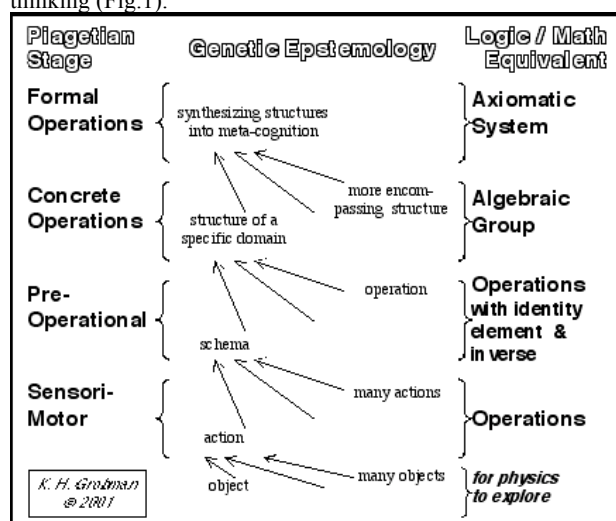 thinking (Fig.1).
Piagetian Stage
Genetic Epstemology
Logic / Math Equivalent
Formal Operations
synthesizing structures
into meta-cognition
Axiomatic System
Concrete Operations
more encom-
passing structure
structure of a
specific domain
Algebraic Group
Pre-
Operational
operation
schema
Operations
with identity
element &
inverse
Sensori-
Motor
many actions
action
Operations
object
many objects
for physics
to explore
K. H. Grobman
© 2001